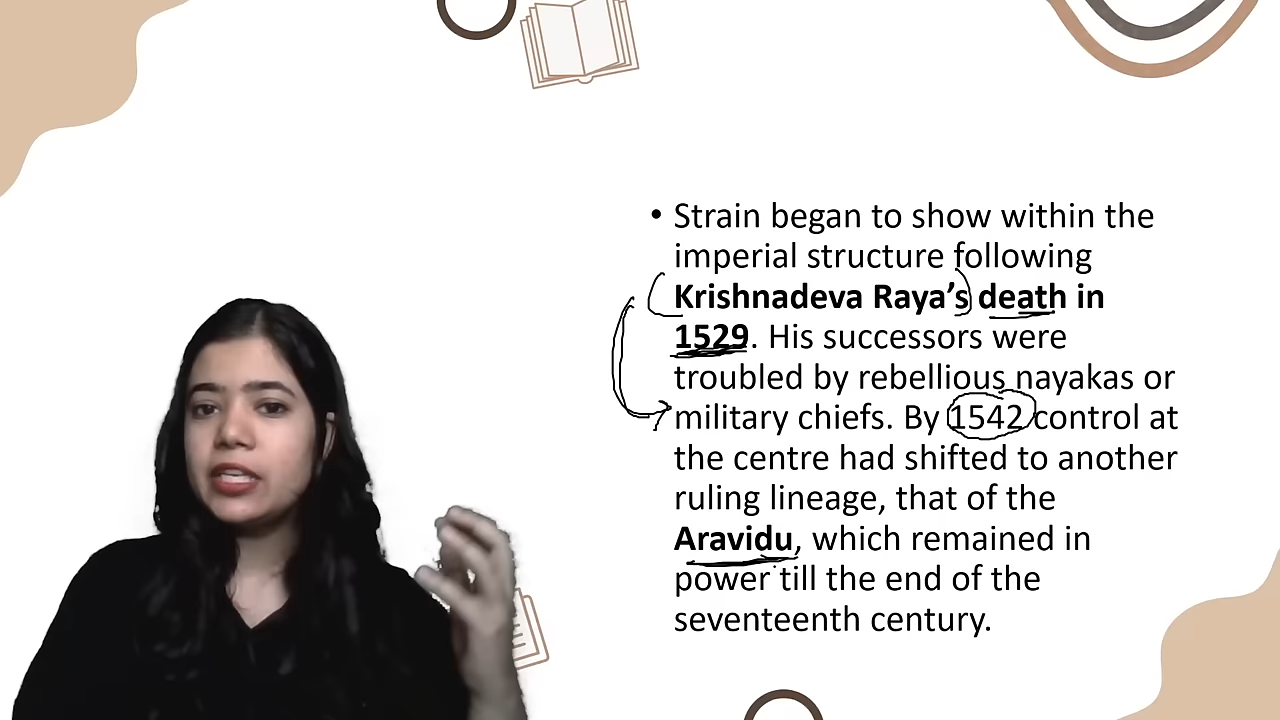 • Strain began to show within the
imperial structure following
Krishnadeva Raya’s death in
1529. His successors were
troubled by rebellious nayakas or
military chiefs. By 1542 control at
the centre had shifted to another
ruling lineage, that of the
Aravidu, which remained in
power till the end of the
seventeenth century.